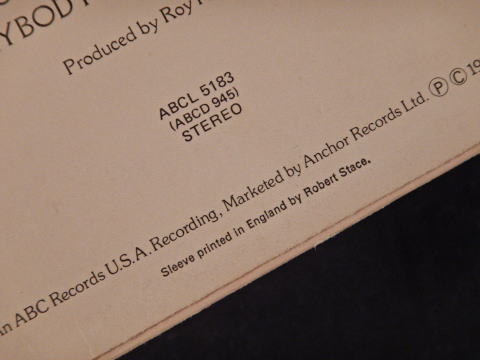 Produced by Roy
ABCL 5183
(ABCD 945)
STEREO
ABC Records U.S.A. Recording, Marketed by Anchor Records Ltd. Ⓟ Ⓒ 19
Sleeve printed in England by Robert Stace.